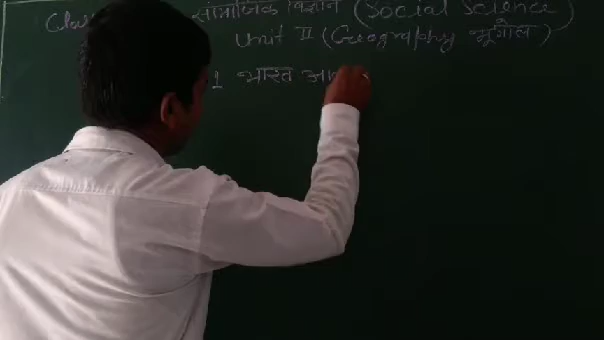 सामाजिक विज्ञान (Social Science)
Unit II (Geography भूगोल)
1 भारत